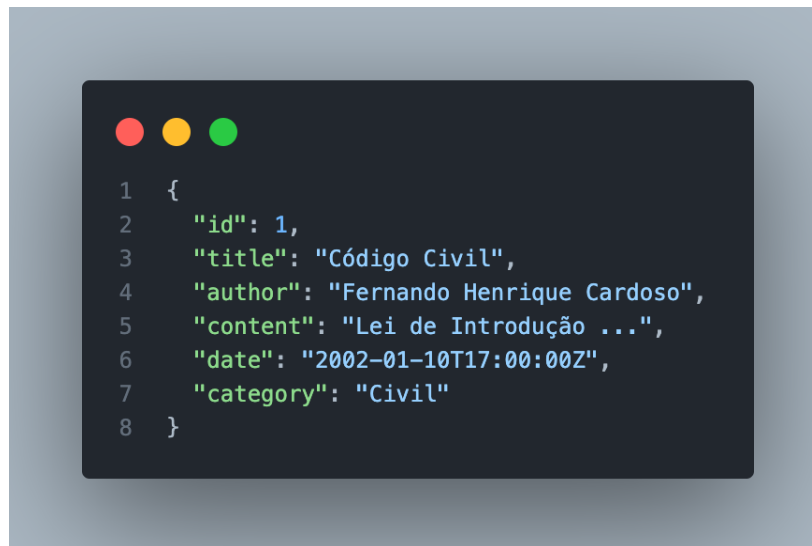 1 {
2 "id": 1,
3 "title": "Código Civil",
4 "author": "Fernando Henrique Cardoso",
5 "content": "Lei de Introdução ...",
6 "date": "2002-01-10T17:00:00Z",
7 "category": "Civil"
8 }